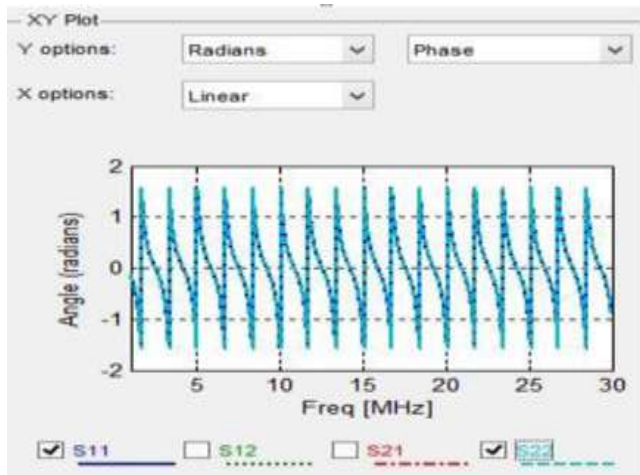 XY Plot
Y options: Radians Phase
X options: Linear
2
1
0
-1
-2
Angle (radians)
5 10 15 20 25 30
Freq [MHz]
S11 S12 S21 S22